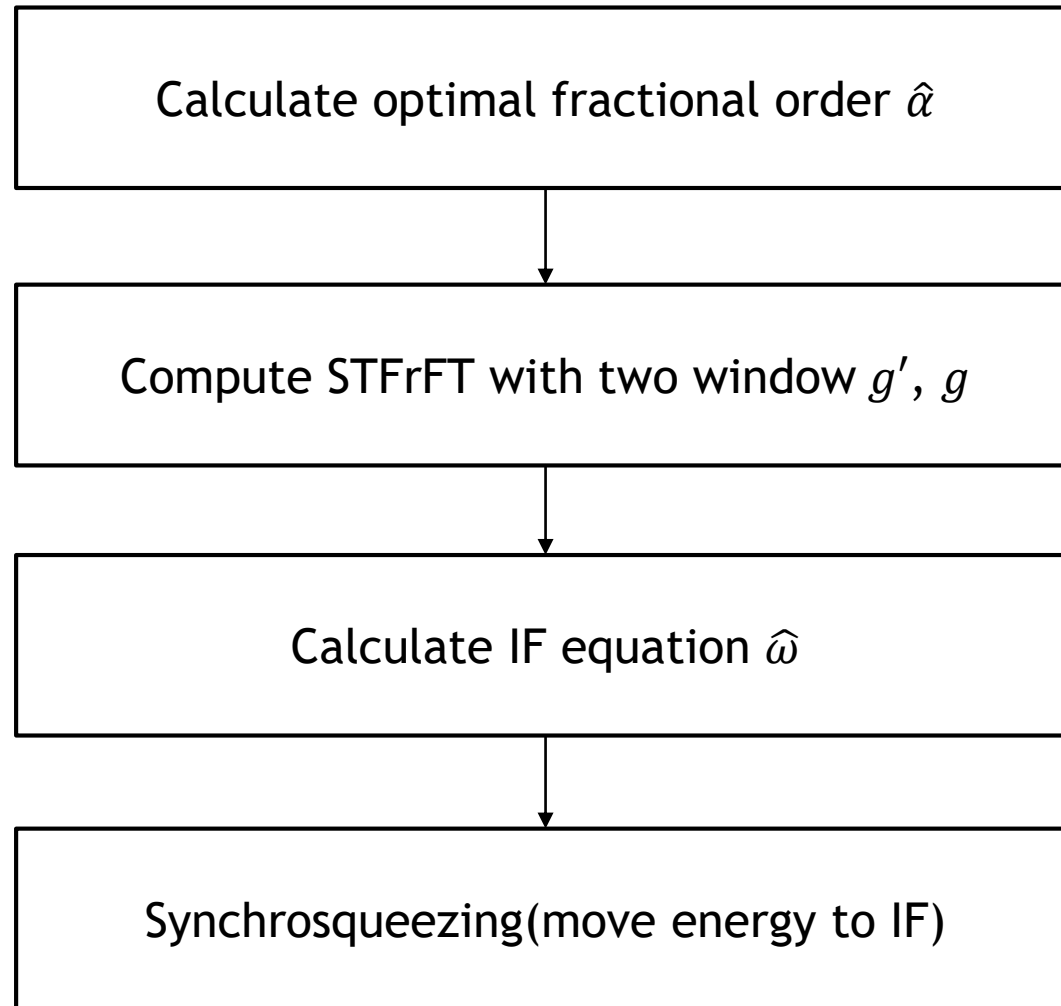 Calculate optimal fractional order α̂
Compute STFrFT with two window g′, g
Calculate IF equation ω̂
Synchrosqueezing(move energy to IF)